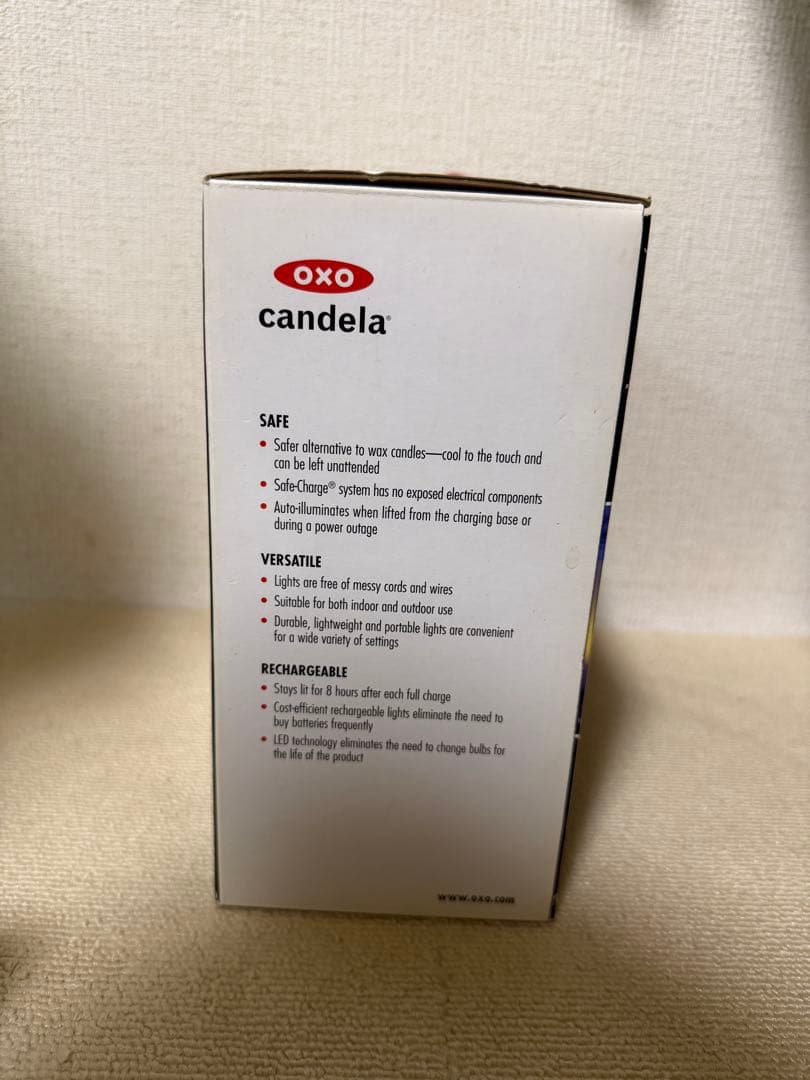 OXO
candela®
SAFE
• Safer alternative to wax candles—cool to the touch and
can be left unattended
• Safe-Charge® system has no exposed electrical components
• Auto-illuminates when lifted from the charging base or
during a power outage
VERSATILE
• Lights are free of messy cords and wires
• Suitable for both indoor and outdoor use
• Durable, lightweight and portable lights are convenient
for a wide variety of settings
RECHARGEABLE
• Stays lit for 8 hours after each full charge
• Cost-efficient rechargeable lights eliminate the need to
buy batteries frequently
• LED technology eliminates the need to change bulbs for
the life of the product
www.oxo.com